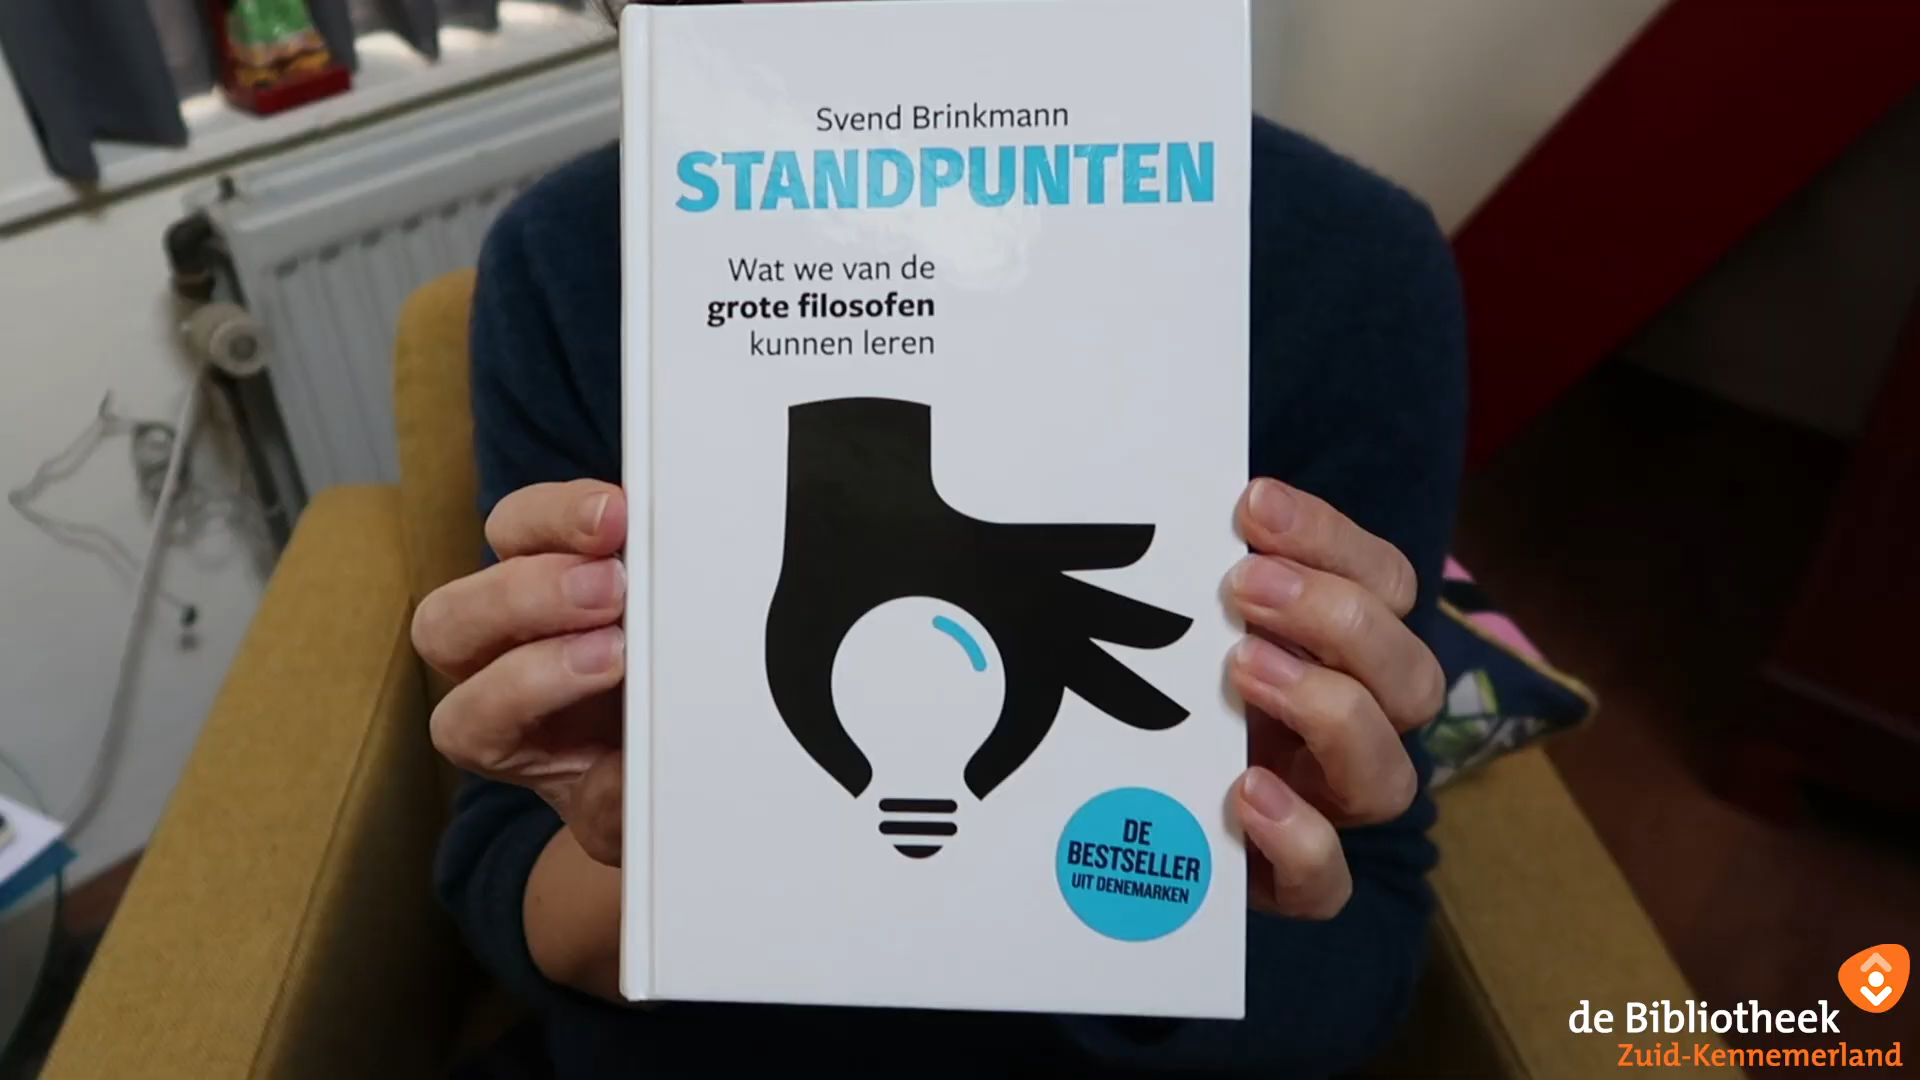 Svend Brinkmann
STANDPUNTEN
Wat we van de
grote filosofen
kunnen leren
DE
BESTSELLER
UIT DENEMARKEN
de Bibliotheek
Zuid-Kennemerland